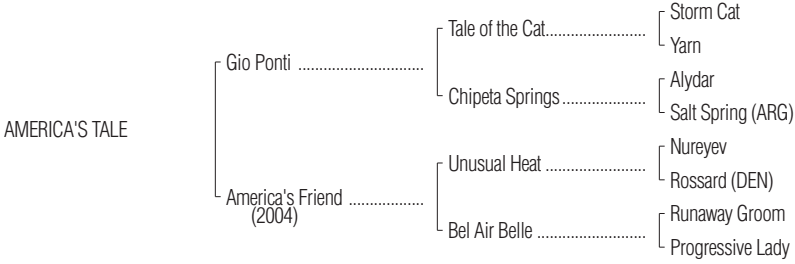 Storm Cat
Tale of the Cat..........................
Yarn
Gio Ponti ..............................
Alydar
Chipeta Springs....................
Salt Spring (ARG)
AMERICA'S TALE
Nureyev
Unusual Heat ........................
Rossard (DEN)
America's Friend ..................
(2004)
Runaway Groom
Bel Air Belle ..........................
Progressive Lady